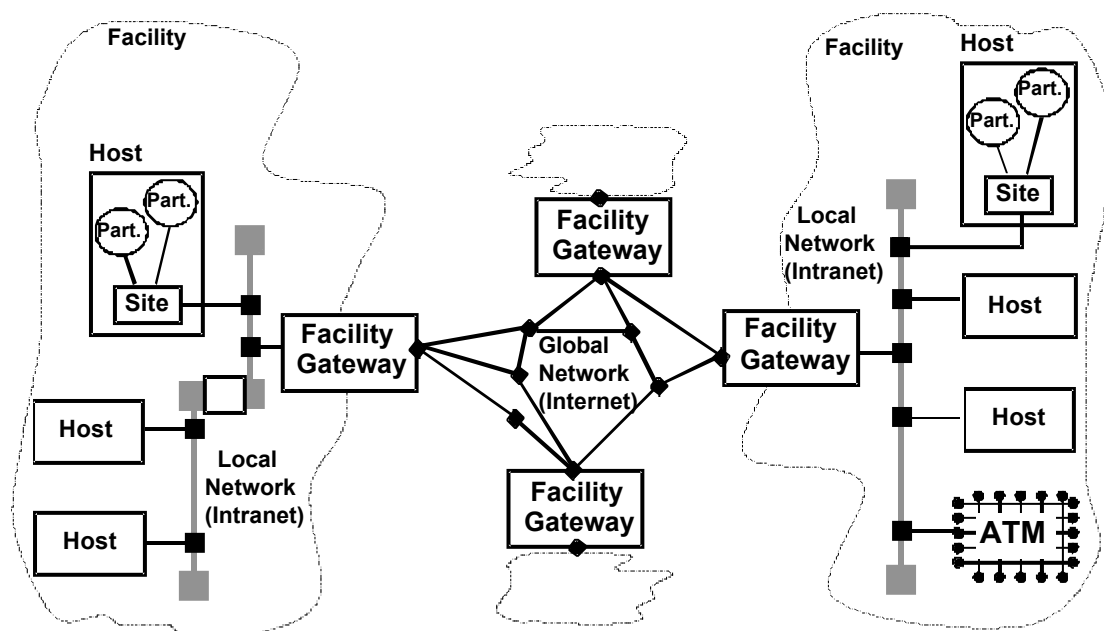 Facility
Host
Part.
Part.
Site
Facility
Gateway
Host
Host
Local
Network
(Intranet)
Facility
Gateway
Global
Network
(Internet)
Facility
Gateway
Facility
Gateway
Facility
Host
Part.
Part.
Site
Local
Network
(Intranet)
Host
Host
ATM